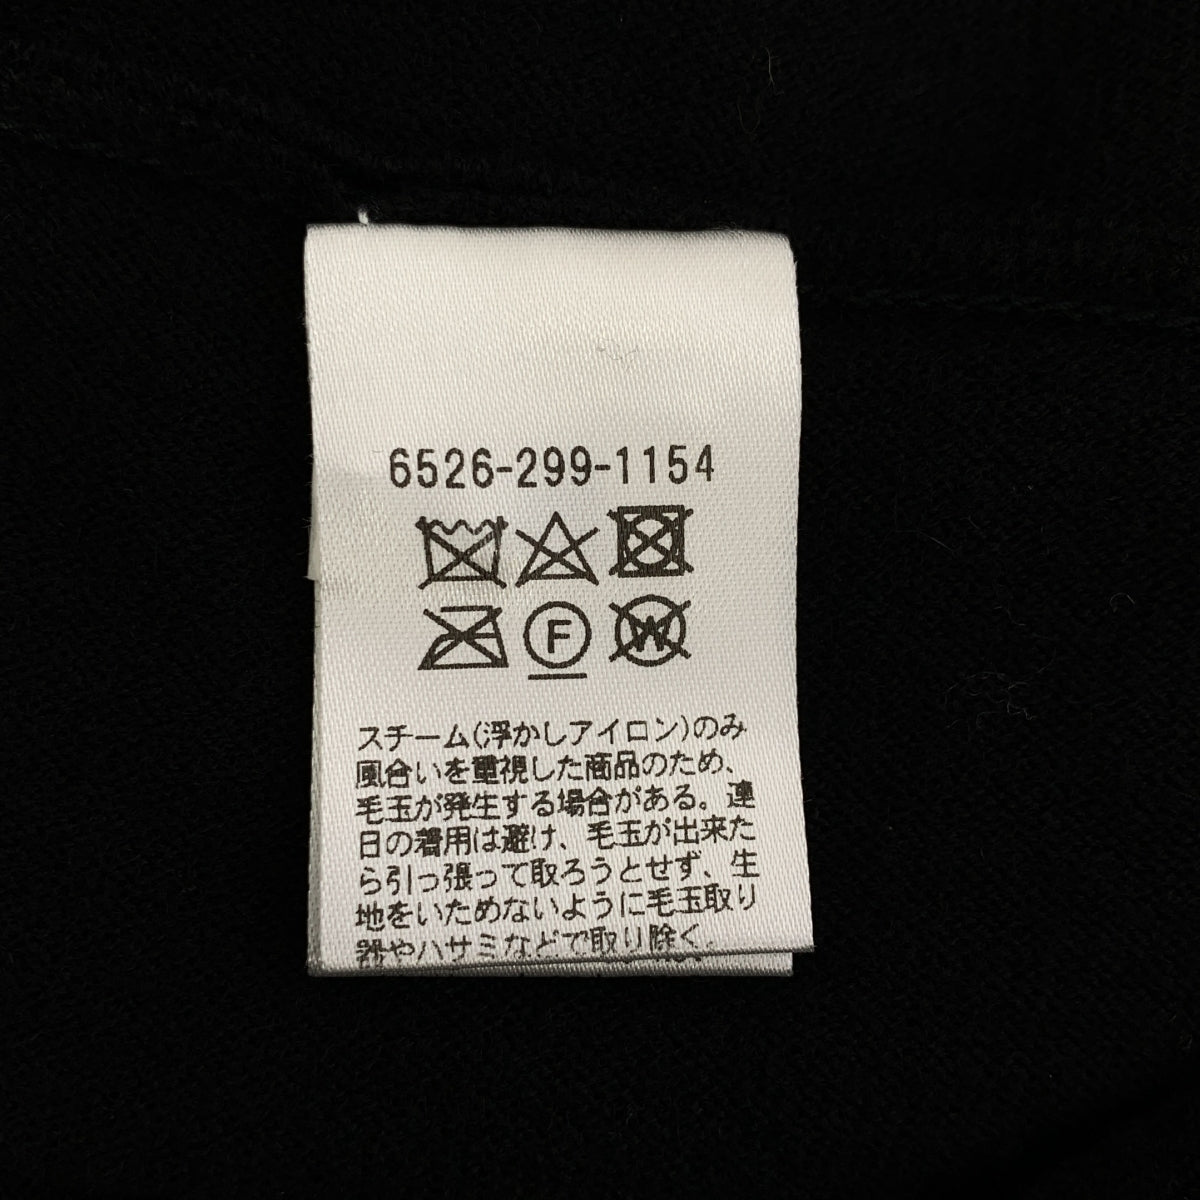 6526-299-1154
F W
スチーム(浮かしアイロン)のみ
風合いを重視した商品のため、
毛玉が発生する場合がある。連
日の着用は避け、毛玉が出来た
ら引っ張って取ろうとせず、生
地をいためないように毛玉取り
器やハサミなどで取り除く。